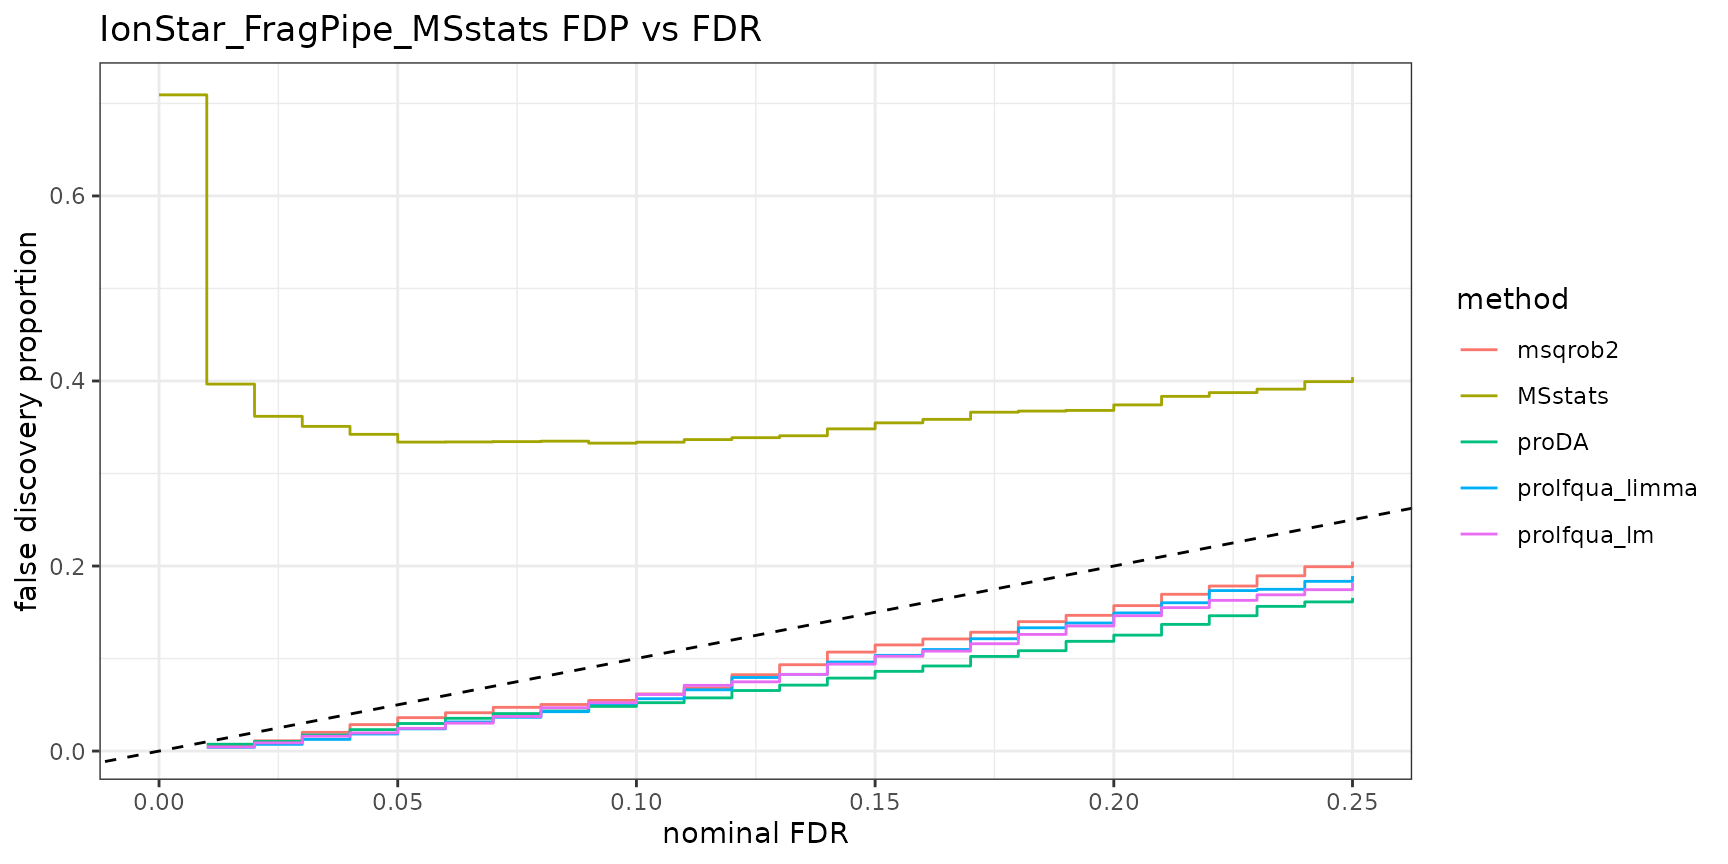 IonStar_FragPipe_MSstats FDP vs FDR
false discovery proportion
0.6
0.4
0.2
0.0
0.00 0.05 0.10 0.15 0.20 0.25
nominal FDR
method
msqrob2
MSstats
proDA
prolfqua_limma
prolfqua_lm